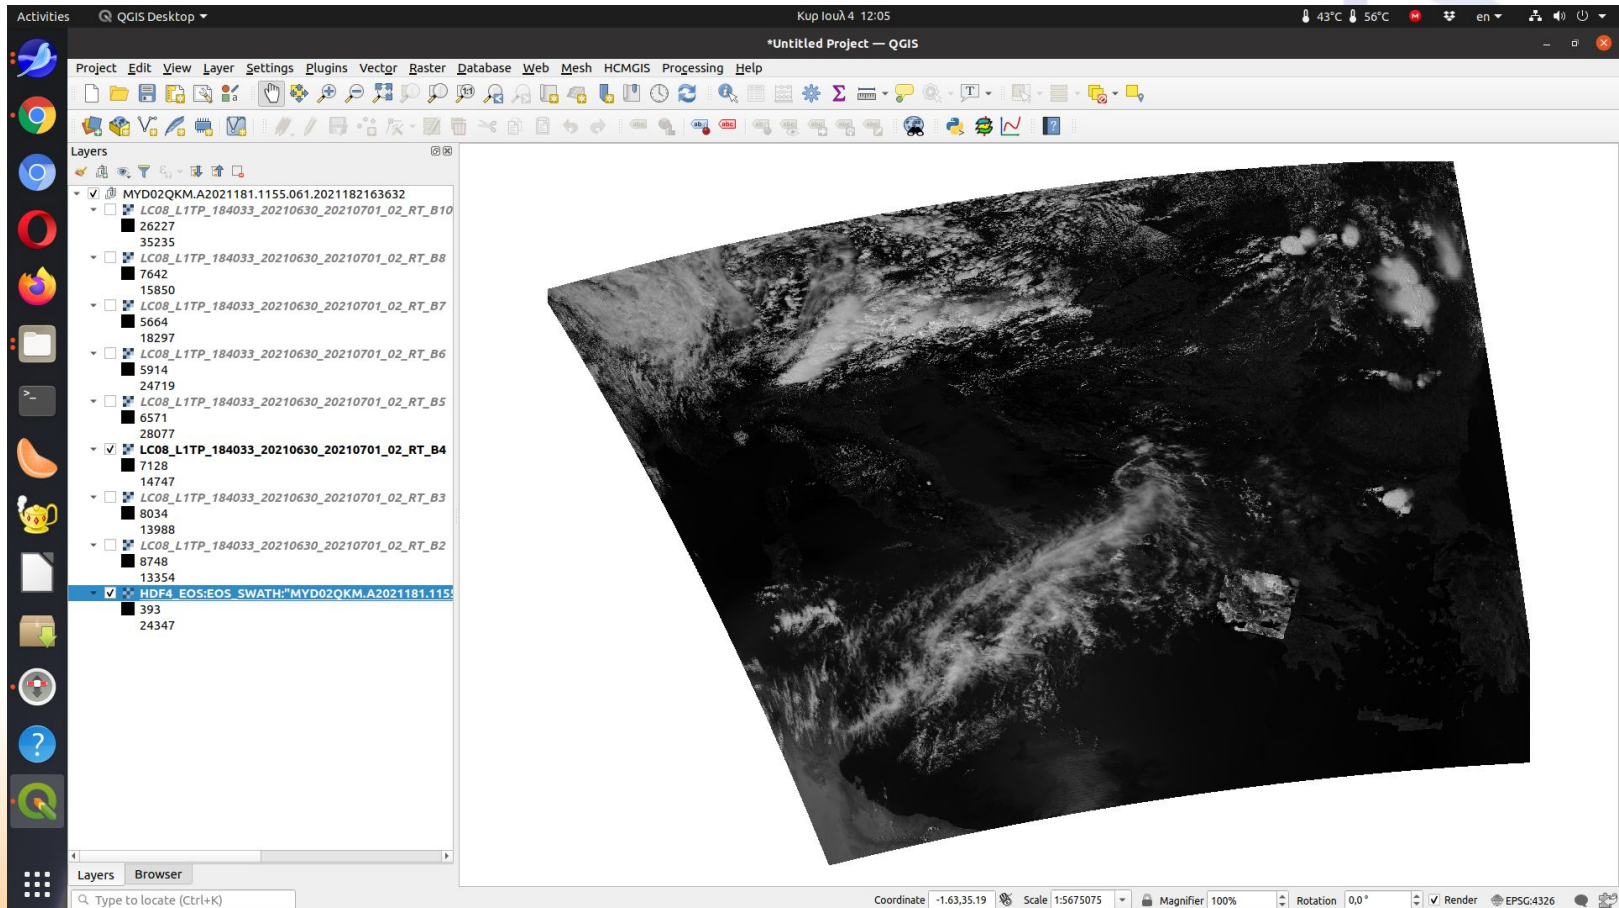 Activities QGIS Desktop Κυρ Ιουλ 4 12:05 43°C 56°C en
*Untitled Project — QGIS
Project Edit View Layer Settings Plugins Vector Raster Database Web Mesh HCMGIS Processing Help
Layers
MYD02QKM.A2021181.1155.061.2021182163632
LC08_L1TP_184033_20210630_20210701_02_RT_B10
26227
35235
LC08_L1TP_184033_20210630_20210701_02_RT_B8
7642
15850
LC08_L1TP_184033_20210630_20210701_02_RT_B7
5664
18297
LC08_L1TP_184033_20210630_20210701_02_RT_B6
5914
24719
LC08_L1TP_184033_20210630_20210701_02_RT_B5
6571
28077
LC08_L1TP_184033_20210630_20210701_02_RT_B4
7128
14747
LC08_L1TP_184033_20210630_20210701_02_RT_B3
8034
13988
LC08_L1TP_184033_20210630_20210701_02_RT_B2
8748
13354
HDF4_EOS:EOS_SWATH:"MYD02QKM.A2021181.1155
393
24347
Layers Browser
Type to locate (Ctrl+K) Coordinate -1.63,35.19 Scale 1:5675075 Magnifier 100% Rotation 0,0 ° Render EPSG:4326